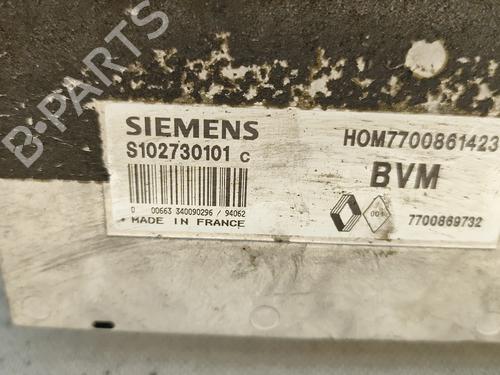 B-PARTS
SIEMENS
S102730101 C
0 00663 340090296 / 94062
MADE IN FRANCE
HOM7700861423
BVM
7700869732